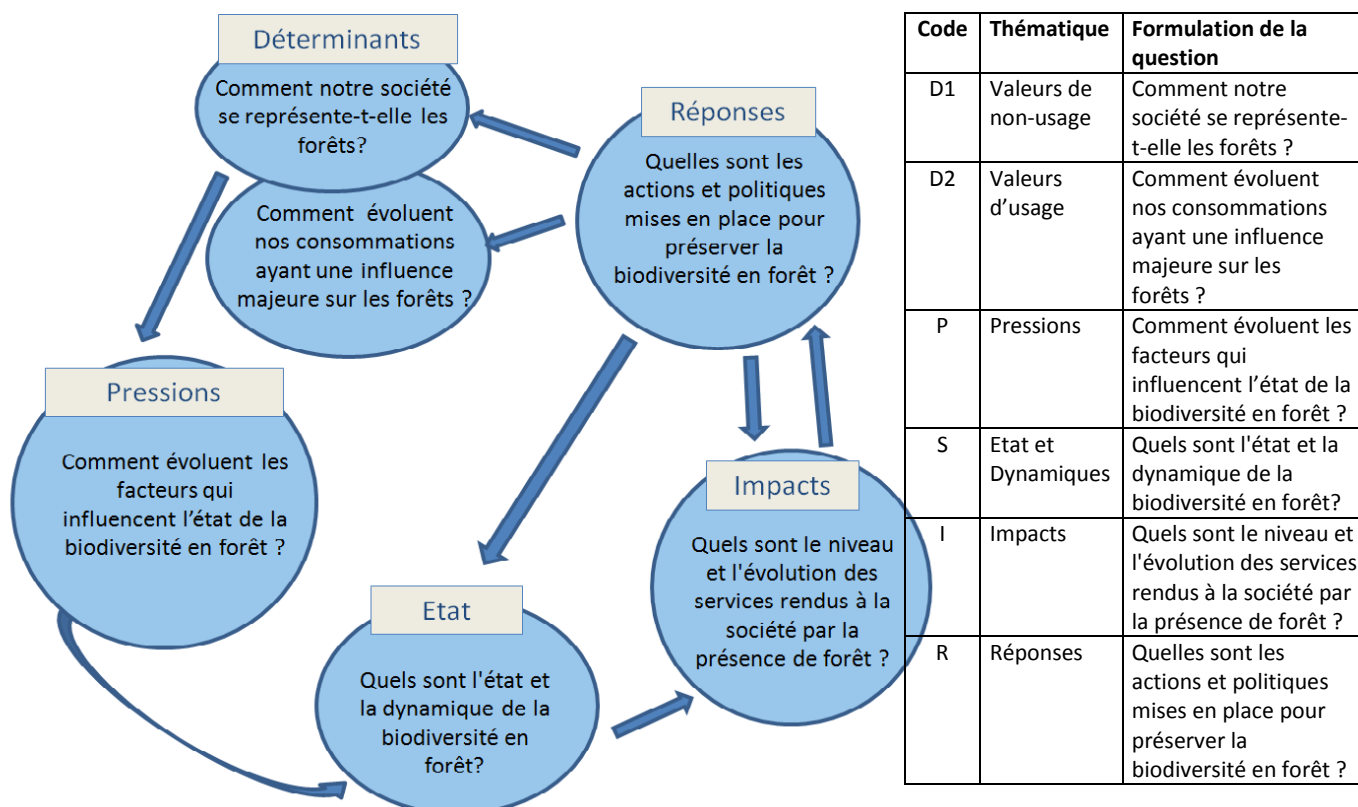 Déterminants
Comment notre société
se représente-t-elle les
forêts?
Comment évoluent
nos consommations
ayant une influence
majeure sur les forêts ?
Réponses
Quelles sont les
actions et politiques
mises en place pour
préserver la
biodiversité en forêt ?
Pressions
Comment évoluent les
facteurs qui
influencent l'état de la
biodiversité en forêt ?
Impacts
Quels sont le niveau
et l'évolution des
services rendus à la
société par la
présence de forêt ?
Etat
Quels sont l'état et
la dynamique de la
biodiversité en
forêt?
Code Thématique Formulation de la
question
D1 Valeurs de Comment notre
non-usage société se représente-
t-elle les forêts ?
D2 Valeurs Comment évoluent
d'usage nos consommations
ayant une influence
majeure sur les
forêts ?
P Pressions Comment évoluent les
facteurs qui
influencent l'état de la
biodiversité en forêt ?
S Etat et Quels sont l'état et la
Dynamiques dynamique de la
biodiversité en forêt?
I Impacts Quels sont le niveau et
l'évolution des services
rendus à la société par
la présence de forêt ?
R Réponses Quelles sont les
actions et politiques
mises en place pour
préserver la
biodiversité en forêt ?